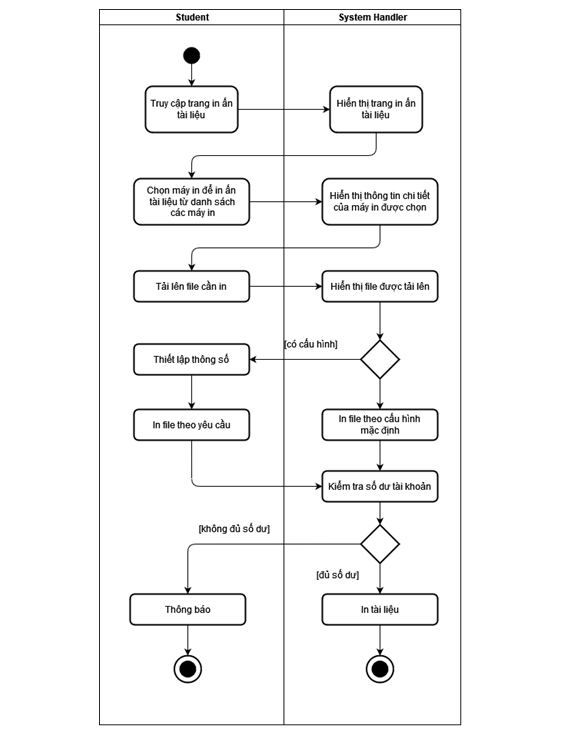 Student
System Handler
Truy cập trang in ấn
tài liệu
Hiển thị trang in ấn
tài liệu
Chọn máy in để in ấn
tài liệu từ danh sách
các máy in
Hiển thị thông tin chi tiết
của máy in được chọn
Tải lên file cần in
Hiển thị file được tải lên
[có cấu hình]
Thiết lập thông số
In file theo yêu cầu
In file theo cấu hình
mặc định
Kiểm tra số dư tài khoản
[không đủ số dư]
[đủ số dư]
Thông báo
In tài liệu